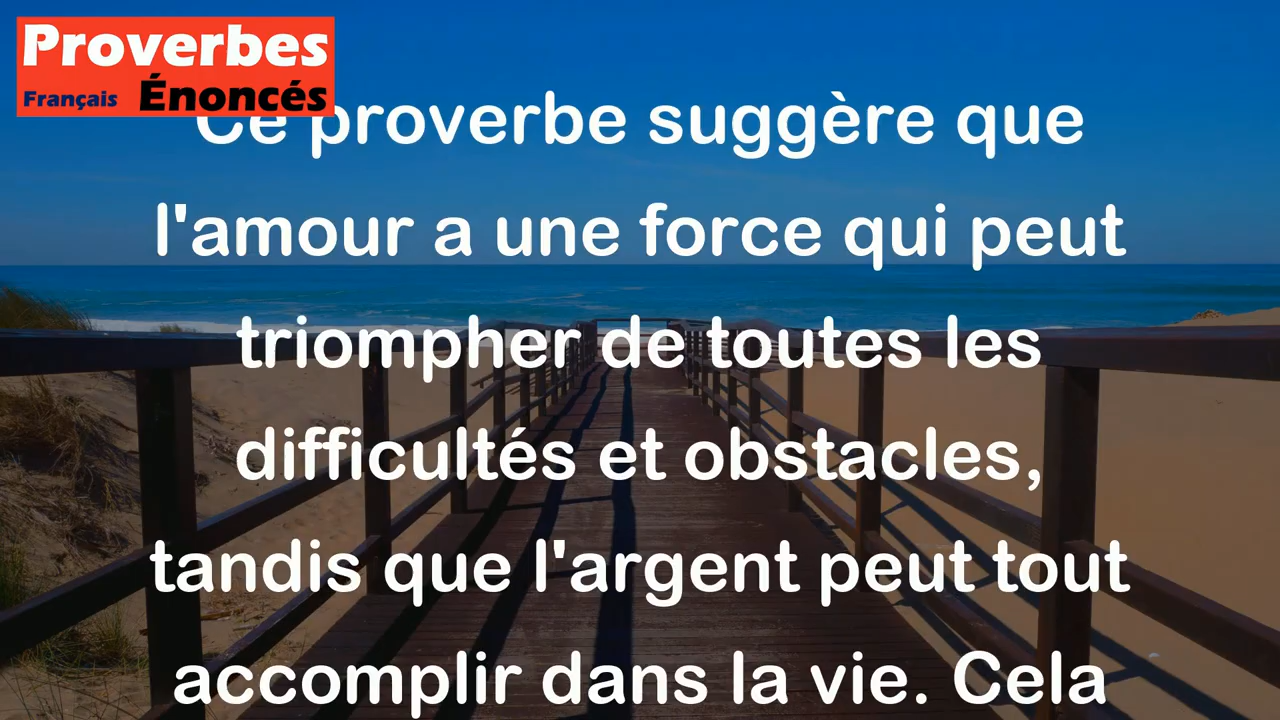 Proverbes
Français Énoncés
Ce proverbe suggère que
l'amour a une force qui peut
triompher de toutes les
difficultés et obstacles,
tandis que l'argent peut tout
accomplir dans la vie. Cela